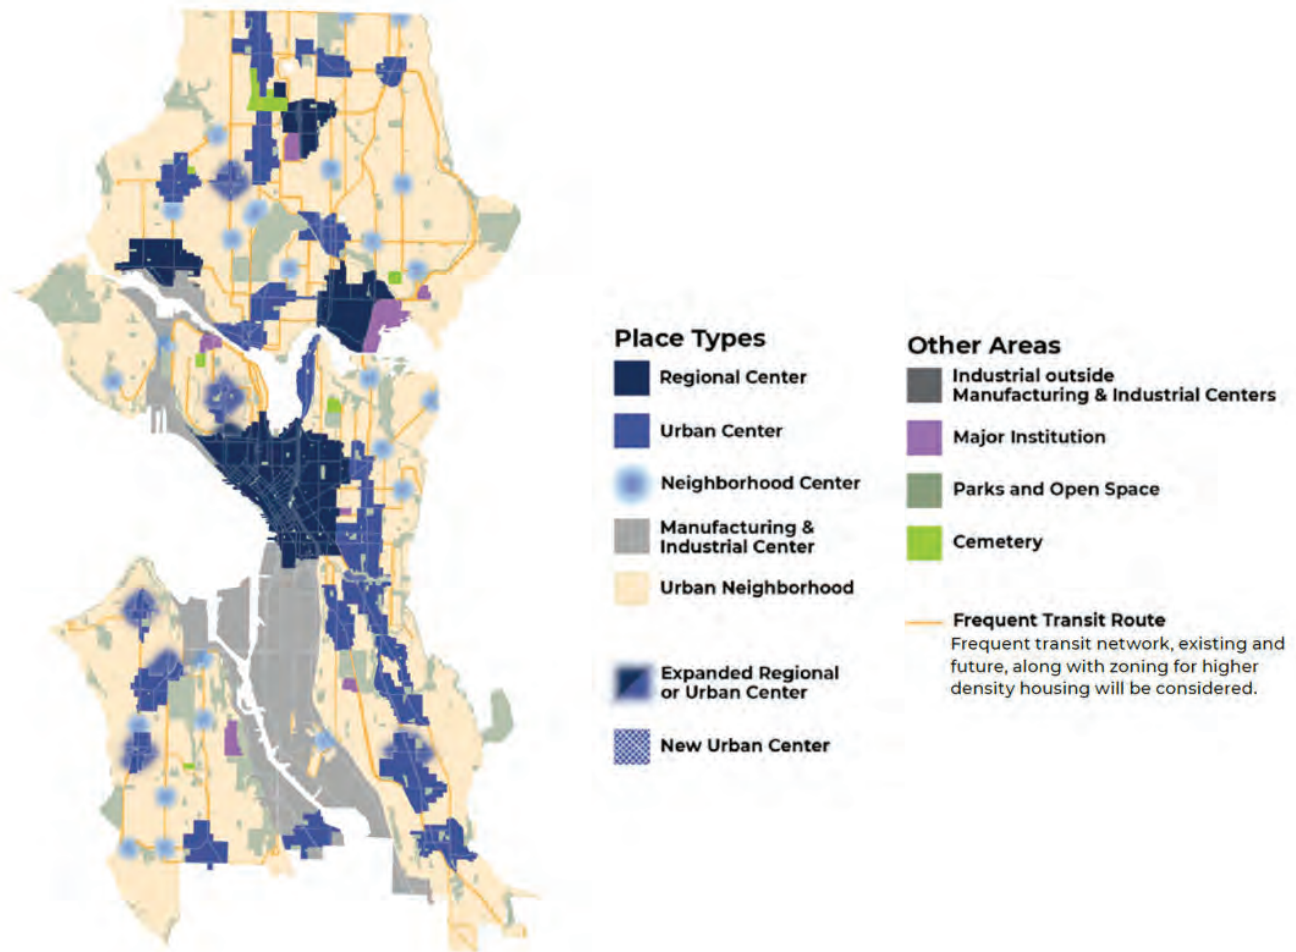 Place Types
Regional Center
Urban Center
Neighborhood Center
Manufacturing &
Industrial Center
Urban Neighborhood
Expanded Regional
or Urban Center
New Urban Center
Other Areas
Industrial outside
Manufacturing & Industrial Centers
Major Institution
Parks and Open Space
Cemetery
Frequent Transit Route
Frequent transit network, existing and
future, along with zoning for higher
density housing will be considered.